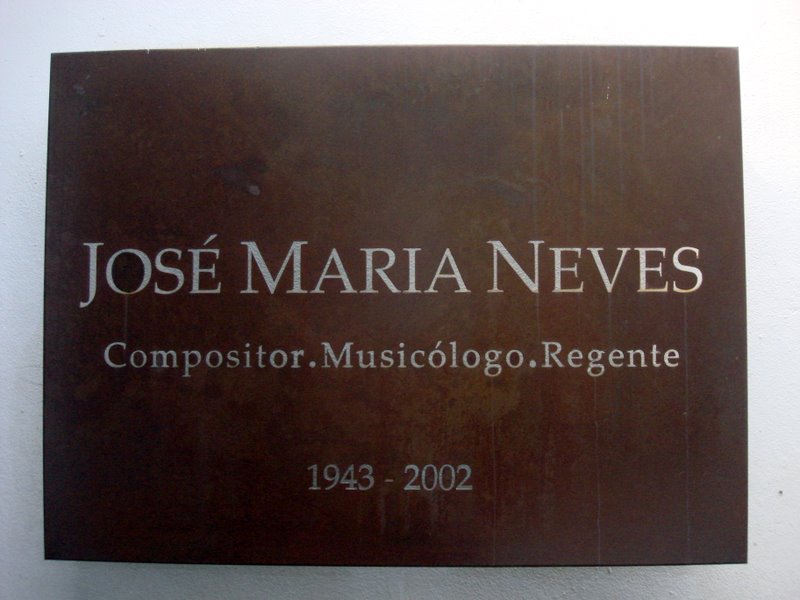 JOSÉ MARIA NEVES
Compositor.Musicólogo.Regente
1943 - 2002